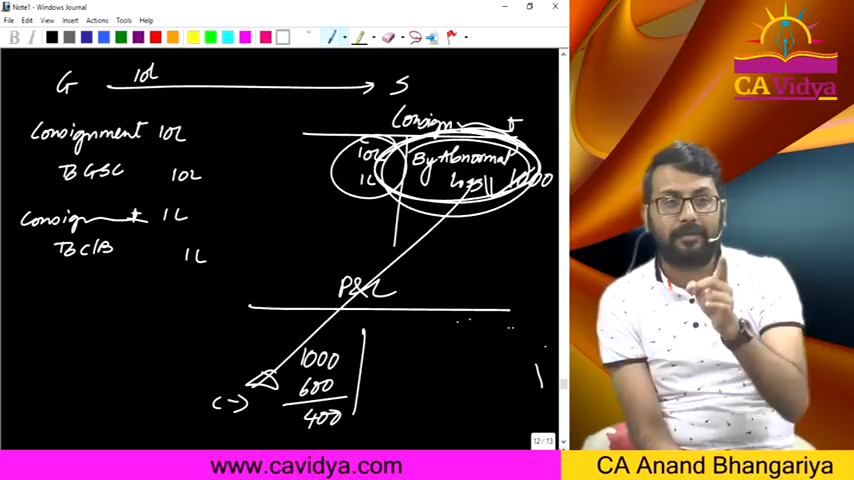 Note1 - Windows Journal
File Edit View Insert Actions Tools Help
B
G 10L S
Consignment 10L
To GSC 10L
Consign t 1L
To C/B 1L
Consign t
10L By Abnormal
1L Loss 1000
P&L
1000
600
(-) 400
12 / 13
CA Vidya
www.cavidya.com
CA Anand Bhangariya